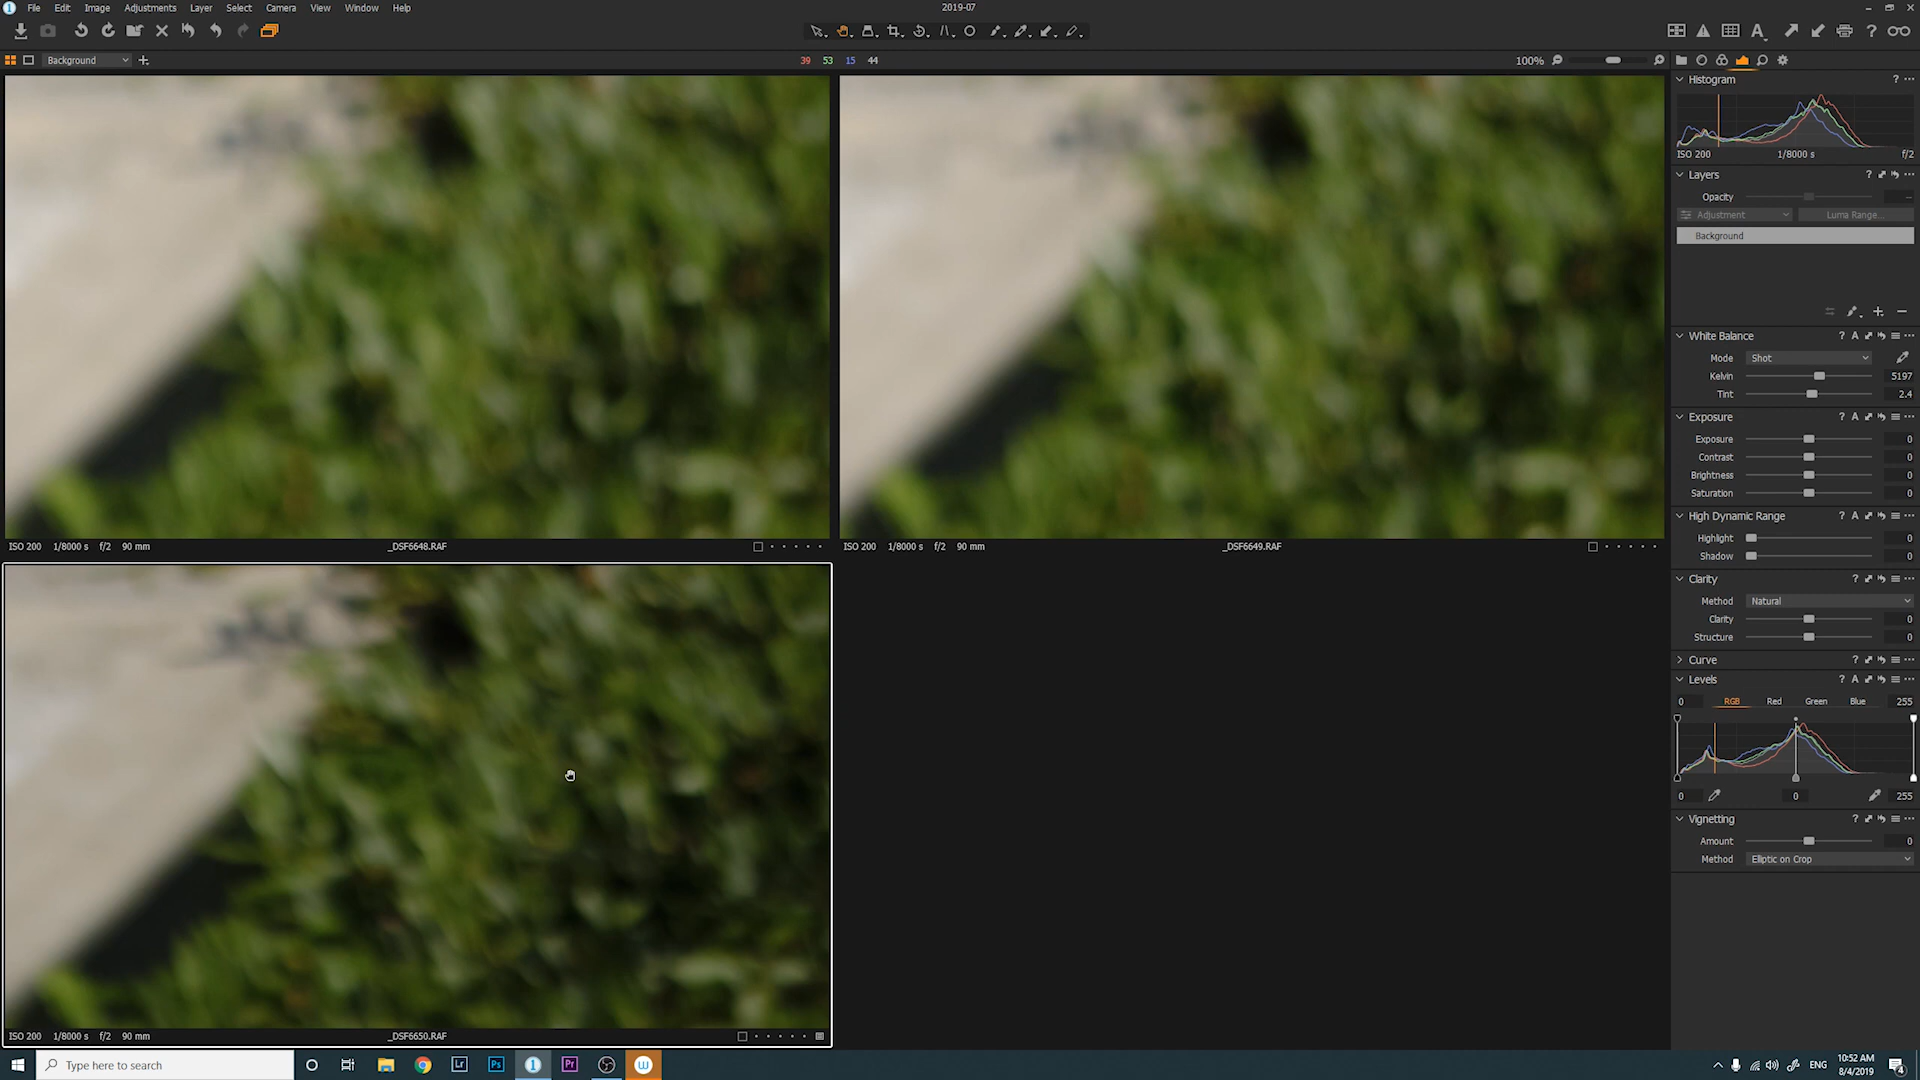 File Edit Image Adjustments Layer Select Camera View Window Help
2019-07
Background
39 53 15 44
100%
Histogram
ISO 200 1/8000 s f/2
Layers
Opacity
Adjustment Luma Range...
Background
White Balance
Mode Shot
Kelvin 5197
Tint 2.4
Exposure
Exposure 0
Contrast 0
Brightness 0
Saturation 0
High Dynamic Range
Highlight 0
Shadow 0
Clarity
Method Natural
Clarity 0
Structure 0
Curve
Levels
0 RGB Red Green Blue 255
0 0 255
Vignetting
Amount 0
Method Elliptic on Crop
ISO 200 1/8000 s f/2 90 mm _DSF6648.RAF
ISO 200 1/8000 s f/2 90 mm _DSF6649.RAF
ISO 200 1/8000 s f/2 90 mm _DSF6650.RAF
Type here to search
Lr Ps 1 Pr W
ENG
10:52 AM
8/4/2019
4